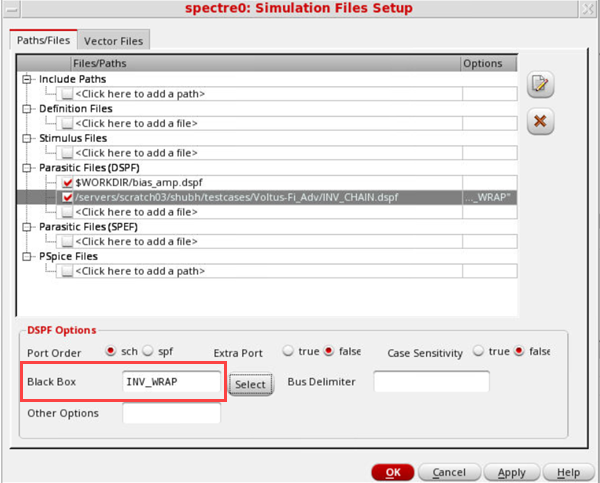 spectre0: Simulation Files Setup
Paths/Files Vector Files
Files/Paths Options
Include Paths
<Click here to add a path>
Definition Files
<Click here to add a file>
Stimulus Files
<Click here to add a file>
Parasitic Files (DSPF)
$WORKDIR/bias_amp.dspf
/servers/scratch03/shubh/testcases/Voltus-Fi_Adv/INV_CHAIN.dspf ..._WRAP"
<Click here to add a file>
Parasitic Files (SPEF)
<Click here to add a file>
PSpice Files
<Click here to add a path>
DSPF Options
Port Order sch spf Extra Port true false Case Sensitivity true false
Black Box INV_WRAP Select Bus Delimiter
Other Options
OK Cancel Apply Help